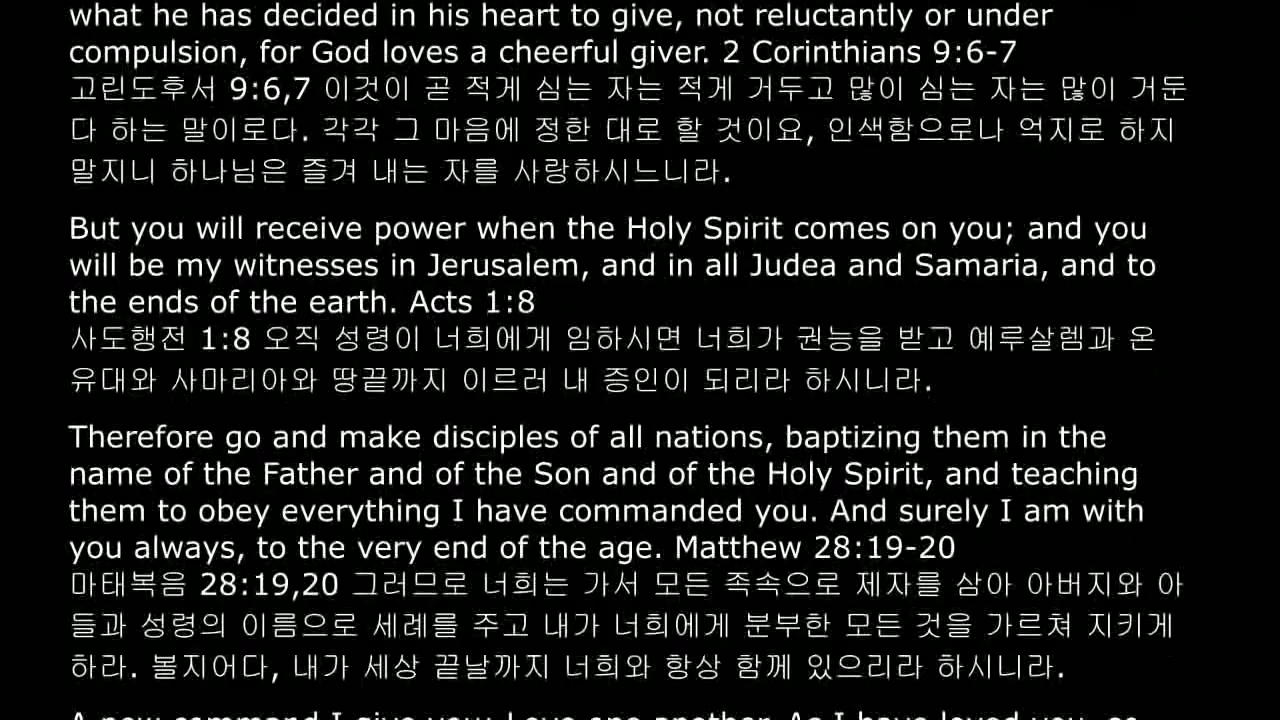 what he has decided in his heart to give, not reluctantly or under
compulsion, for God loves a cheerful giver. 2 Corinthians 9:6-7
고린도후서 9:6,7 이것이 곧 적게 심는 자는 적게 거두고 많이 심는 자는 많이 거둔
다 하는 말이로다. 각각 그 마음에 정한 대로 할 것이요, 인색함으로나 억지로 하지
말지니 하나님은 즐겨 내는 자를 사랑하시느니라.
But you will receive power when the Holy Spirit comes on you; and you
will be my witnesses in Jerusalem, and in all Judea and Samaria, and to
the ends of the earth. Acts 1:8
사도행전 1:8 오직 성령이 너희에게 임하시면 너희가 권능을 받고 예루살렘과 온
유대와 사마리아와 땅끝까지 이르러 내 증인이 되리라 하시니라.
Therefore go and make disciples of all nations, baptizing them in the
name of the Father and of the Son and of the Holy Spirit, and teaching
them to obey everything I have commanded you. And surely I am with
you always, to the very end of the age. Matthew 28:19-20
마태복음 28:19,20 그러므로 너희는 가서 모든 족속으로 제자를 삼아 아버지와 아
들과 성령의 이름으로 세례를 주고 내가 너희에게 분부한 모든 것을 가르쳐 지키게
하라. 볼지어다, 내가 세상 끝날까지 너희와 항상 함께 있으리라 하시니라.
A new command I give you: Love one another. As I have loved you, so